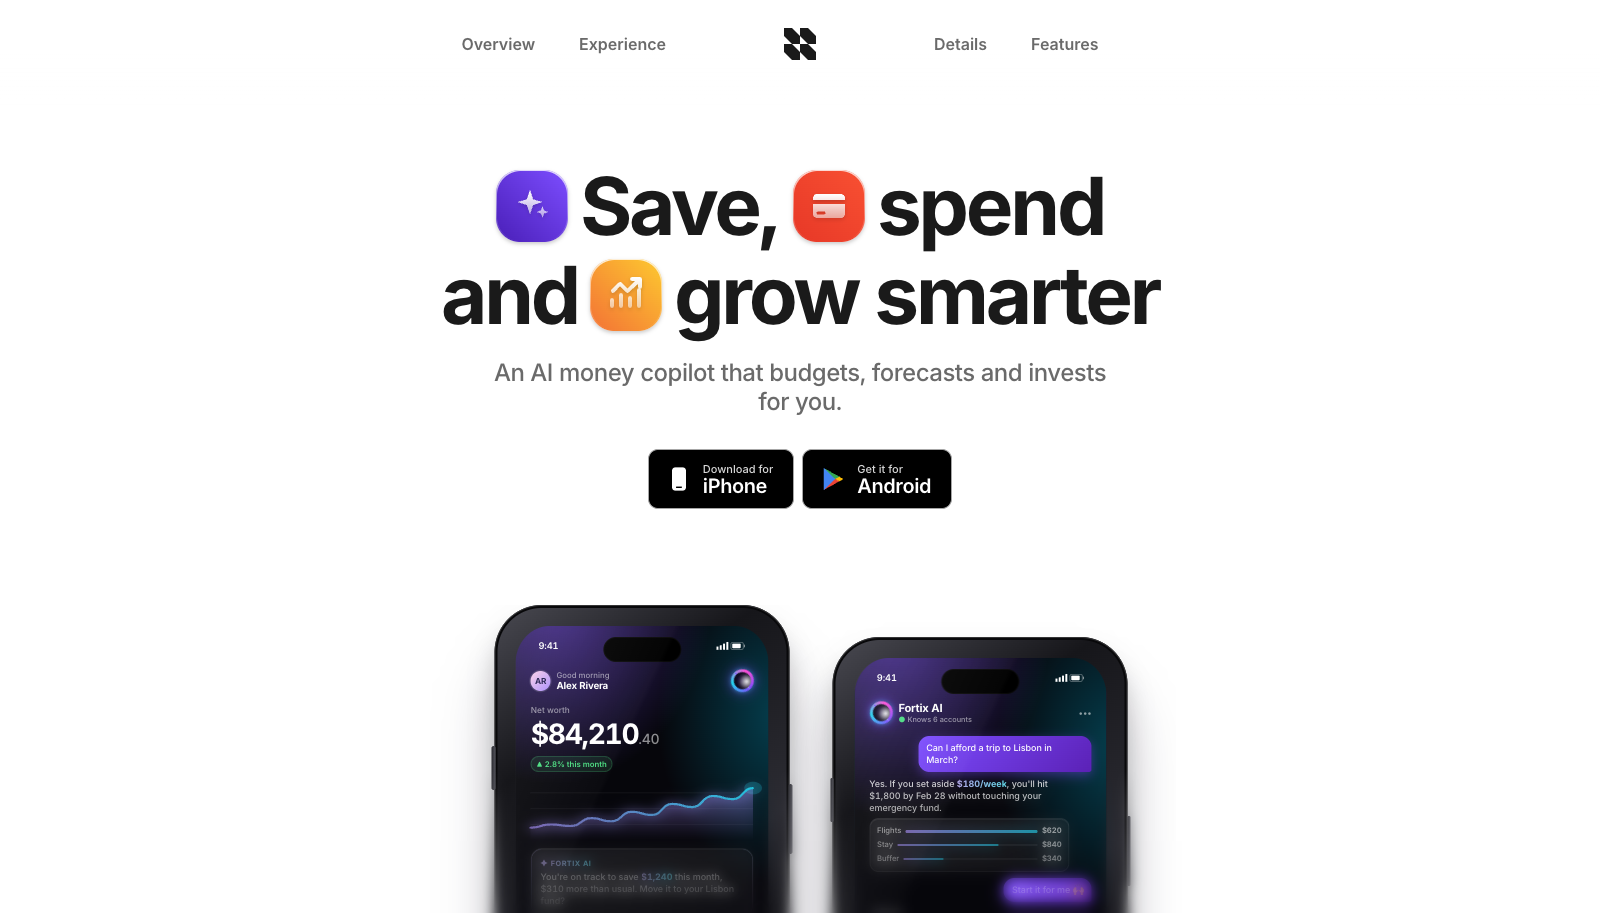 Overview Experience Details Features
Save, spend
and grow smarter
An AI money copilot that budgets, forecasts and invests
for you.
Download for
iPhone
Get it for
Android
9:41
AR
Good morning
Alex Rivera
Net worth
$84,210.40
▲ 2.8% this month
FORTIX AI
You're on track to save $1,240 this month,
$310 more than usual. Move it to your Lisbon
fund?
9:41
Fortix AI
Knows 6 accounts
Can I afford a trip to Lisbon in
March?
Yes. If you set aside $180/week, you'll hit
$1,800 by Feb 28 without touching your
emergency fund.
Flights $620
Stay $840
Buffer $340
Start it for me 🙌